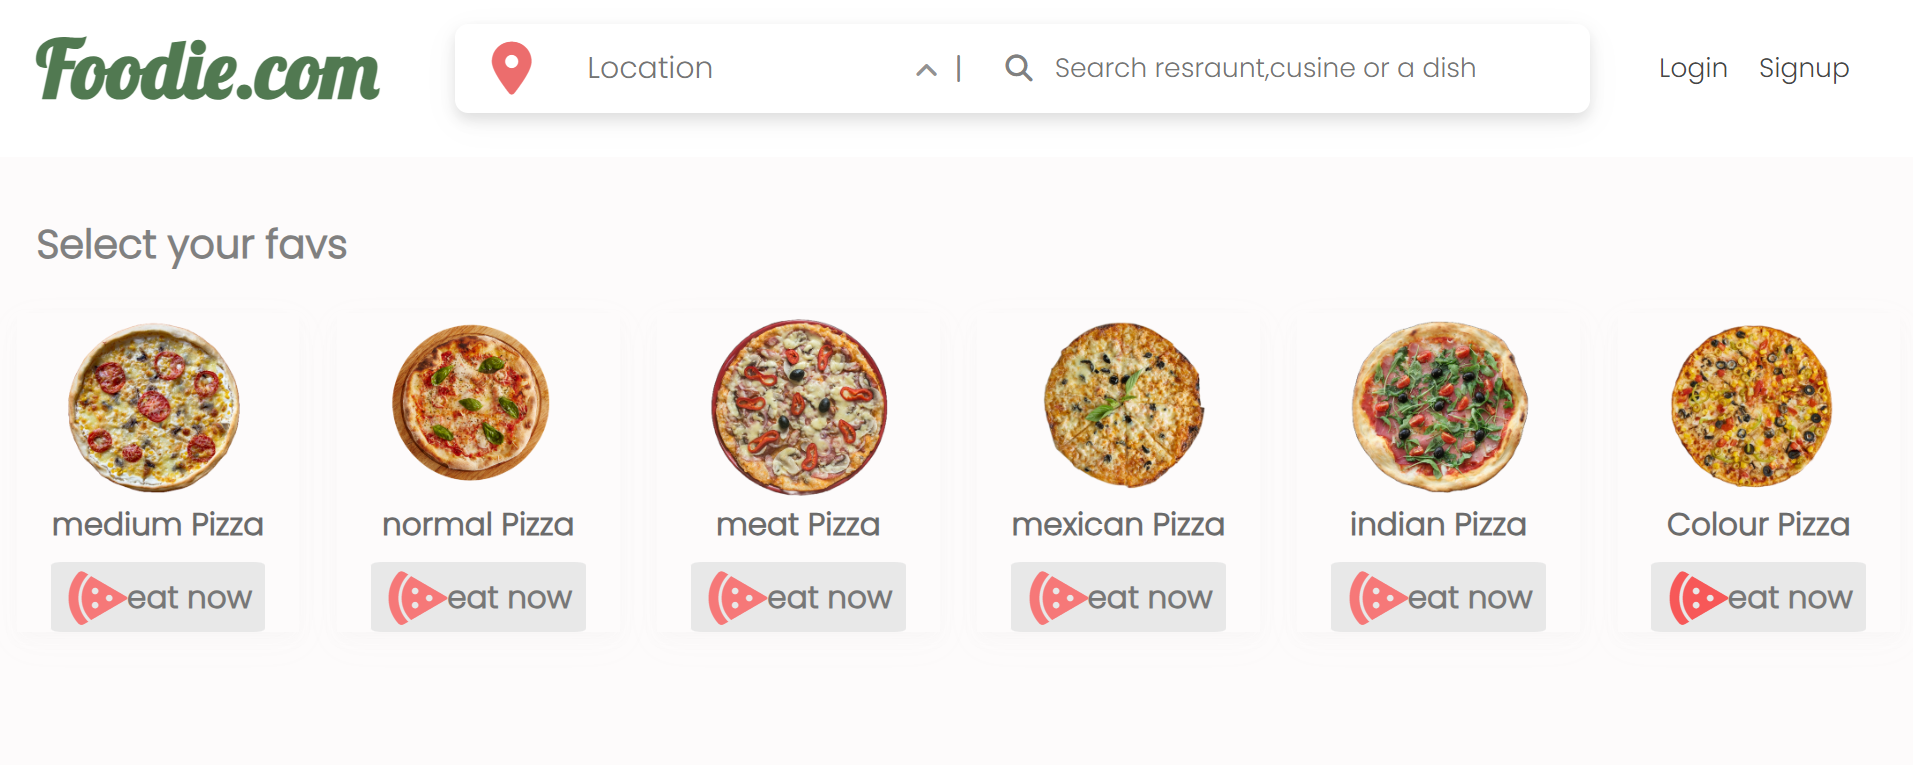 Foodie.com
Location | Search resraunt,cusine or a dish
Login Signup
Select your favs
medium Pizza normal Pizza meat Pizza mexican Pizza indian Pizza Colour Pizza
eat now eat now eat now eat now eat now eat now